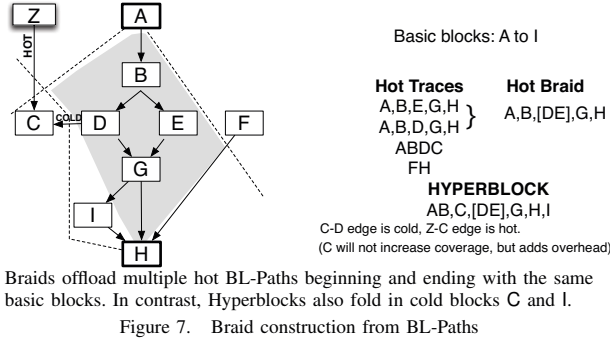 Z
A
HOT
B
C
COLD
D
E
F
G
I
H
Basic blocks: A to I
Hot Traces
A,B,E,G,H
A,B,D,G,H
ABDC
FH
Hot Braid
A,B,[DE],G,H
HYPERBLOCK
AB,C,[DE],G,H,I
C-D edge is cold, Z-C edge is hot.
(C will not increase coverage, but adds overhead)
Braids offload multiple hot BL-Paths beginning and ending with the same
basic blocks. In contrast, Hyperblocks also fold in cold blocks C and I.
Figure 7. Braid construction from BL-Paths